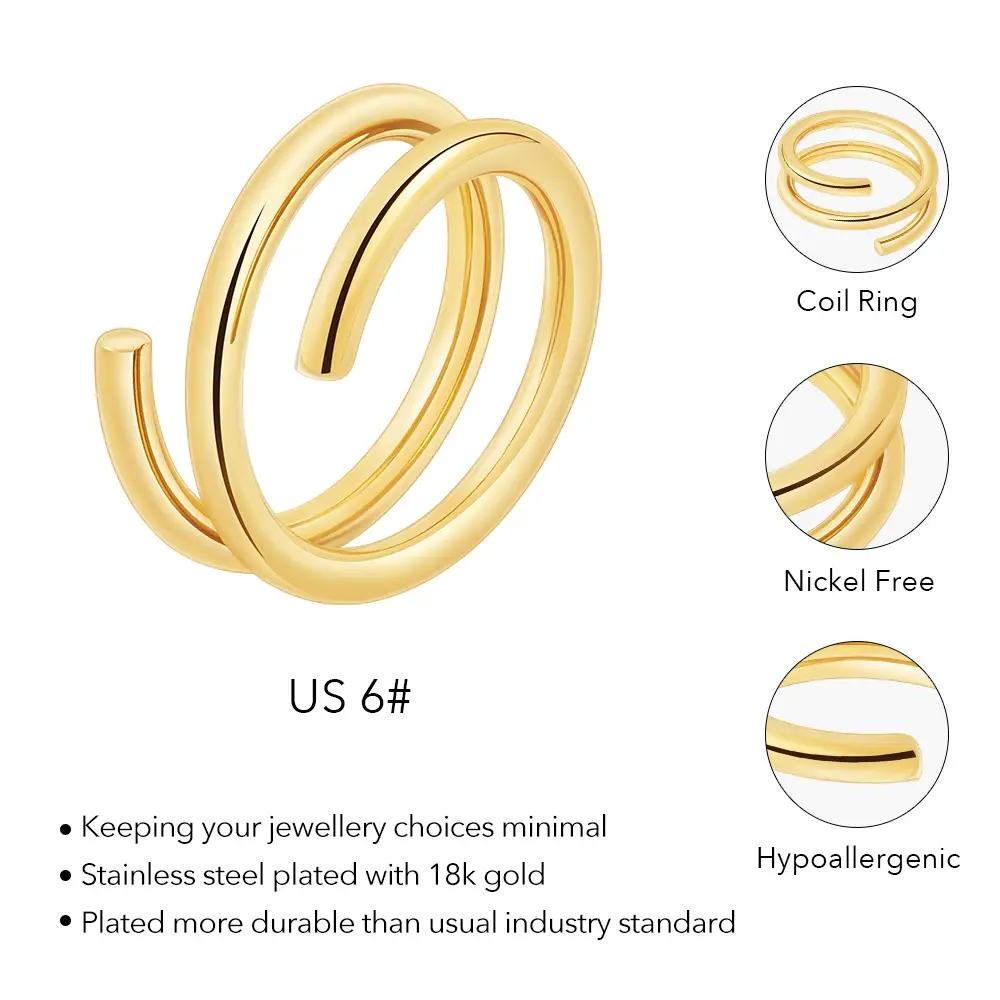 Coil Ring
Nickel Free
US 6#
Hypoallergenic
• Keeping your jewellery choices minimal
• Stainless steel plated with 18k gold
• Plated more durable than usual industry standard